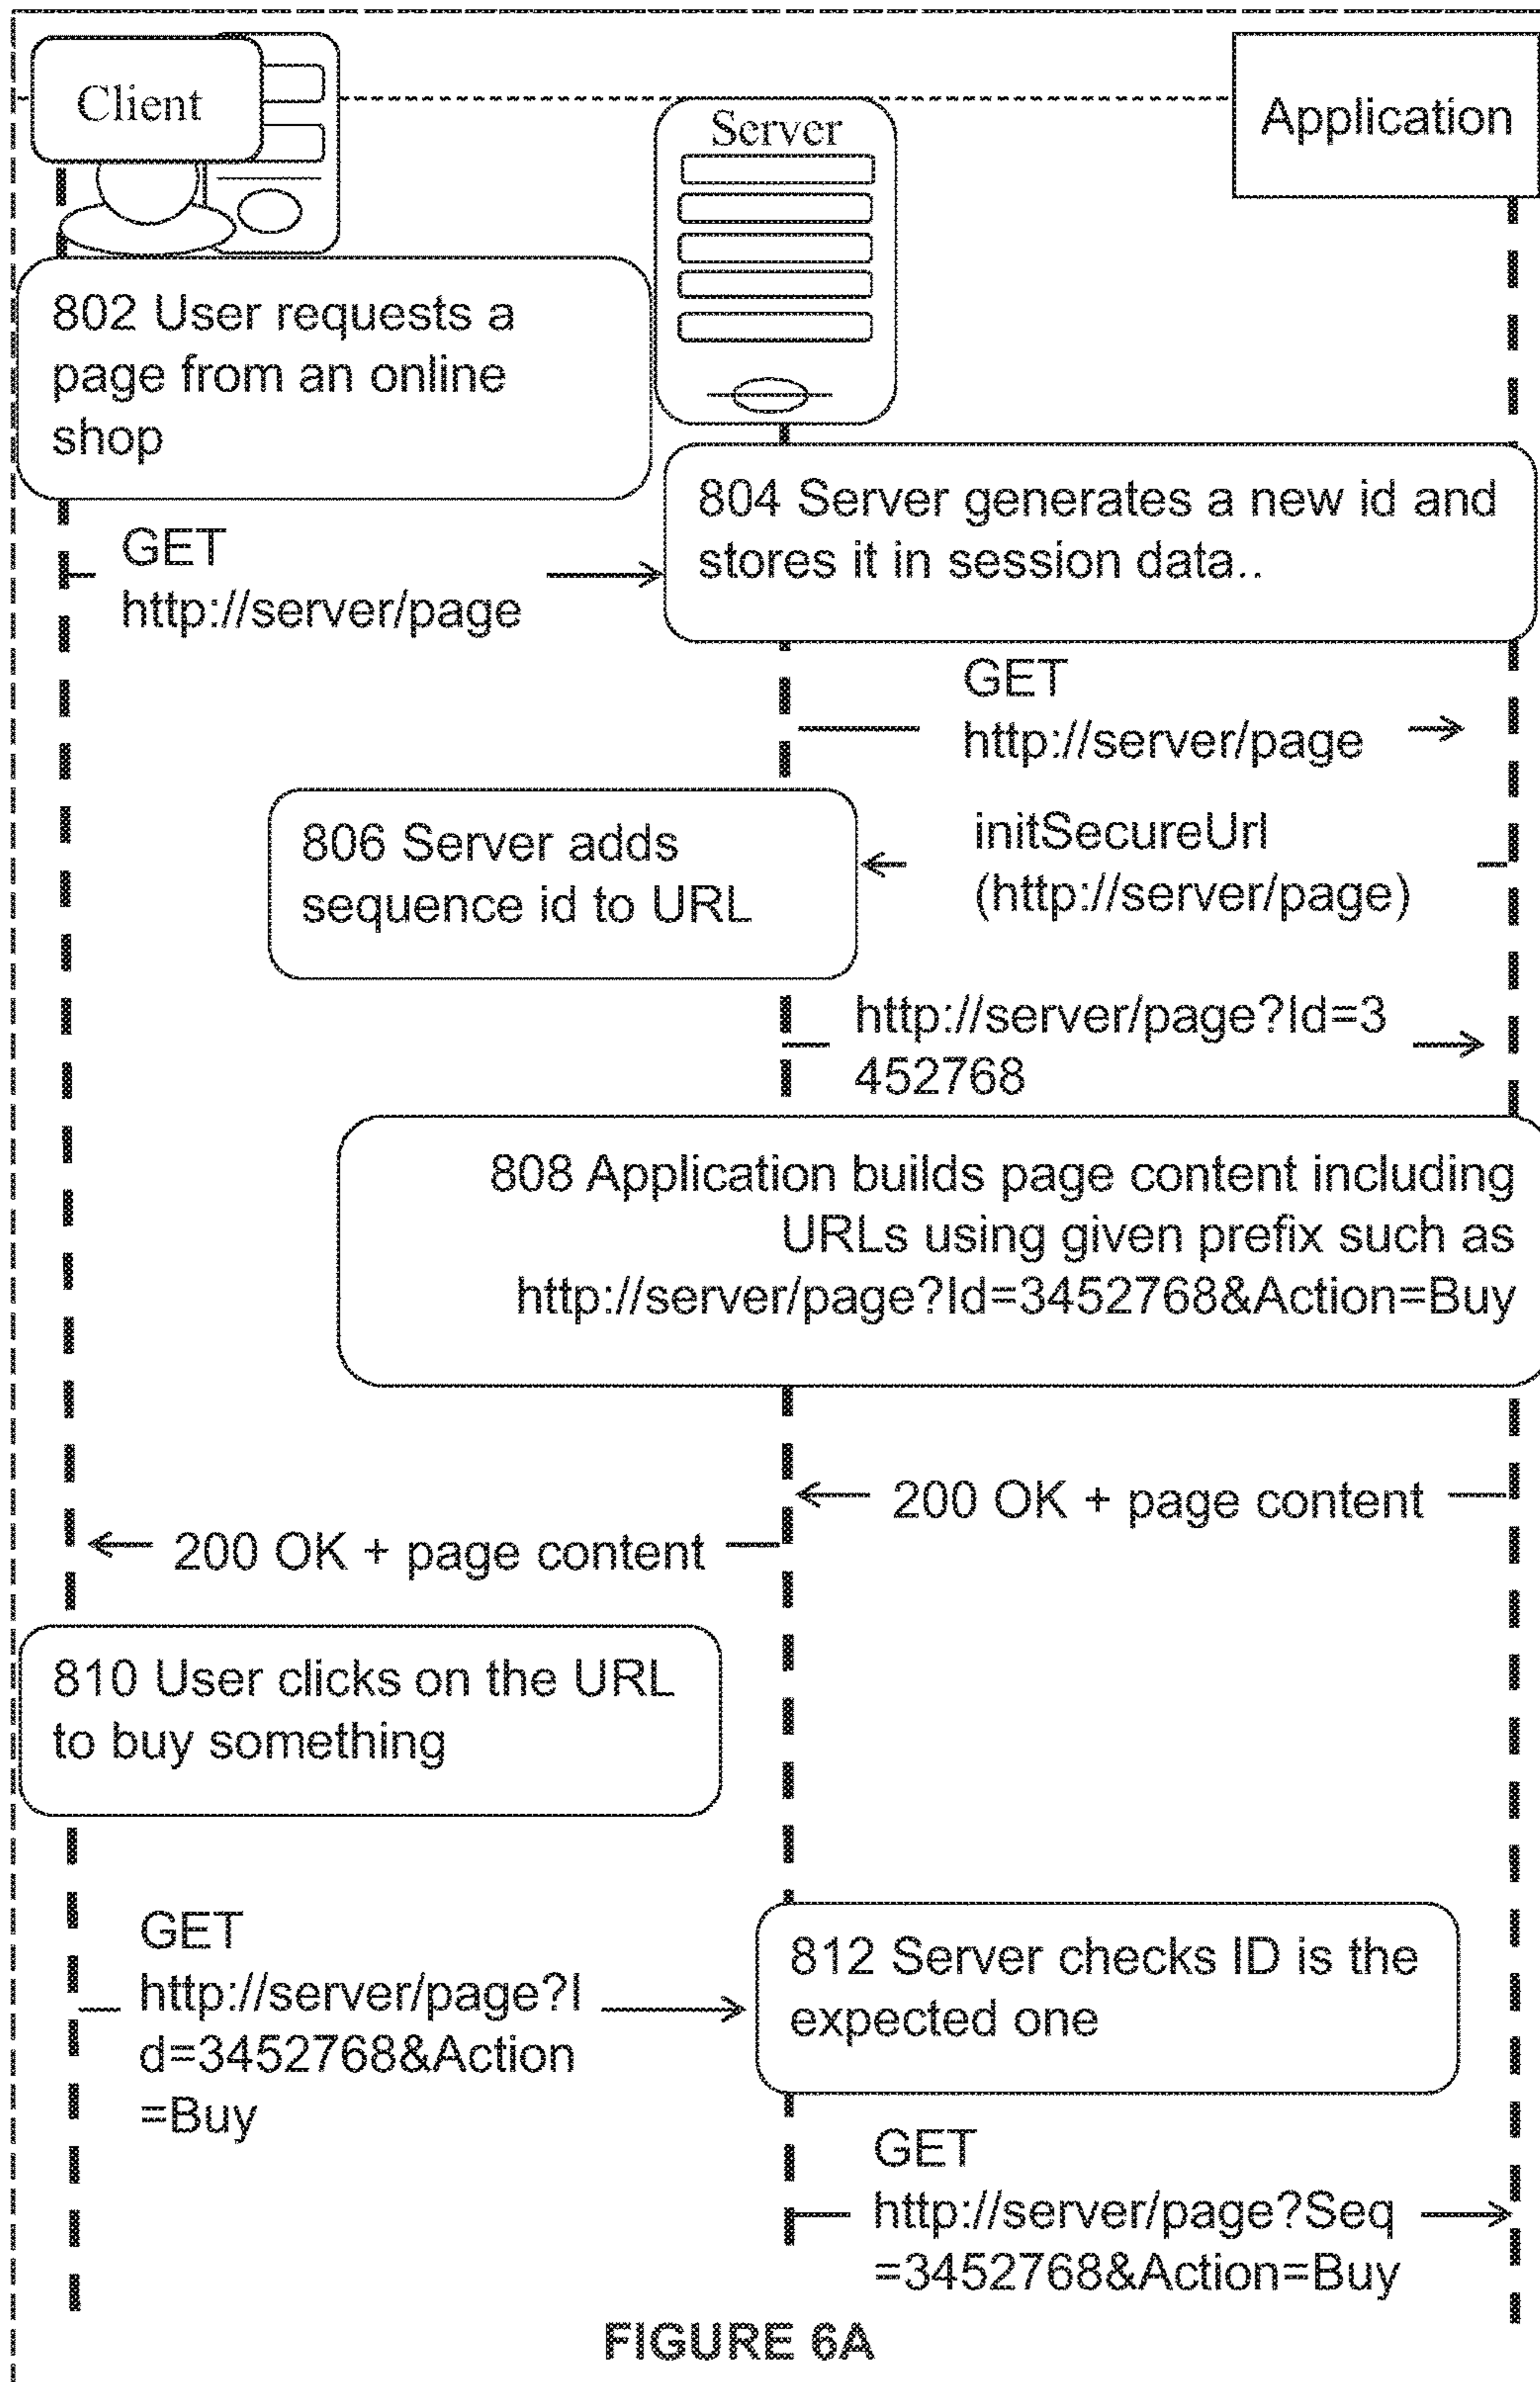 Client
Server
Application
802 User requests a
page from an online
shop
804 Server generates a new id and
stores it in session data..
GET
http://server/page
GET
http://server/page
initSecureUrl
(http://server/page)
806 Server adds
sequence id to URL
http://server/page?Id=3
452768
808 Application builds page content including
URLs using given prefix such as
http://server/page?Id=3452768&Action=Buy
200 OK + page content
200 OK + page content
810 User clicks on the URL
to buy something
GET
http://server/page?I
d=3452768&Action
=Buy
812 Server checks ID is the
expected one
GET
http://server/page?Seq
=3452768&Action=Buy
FIGURE 6A